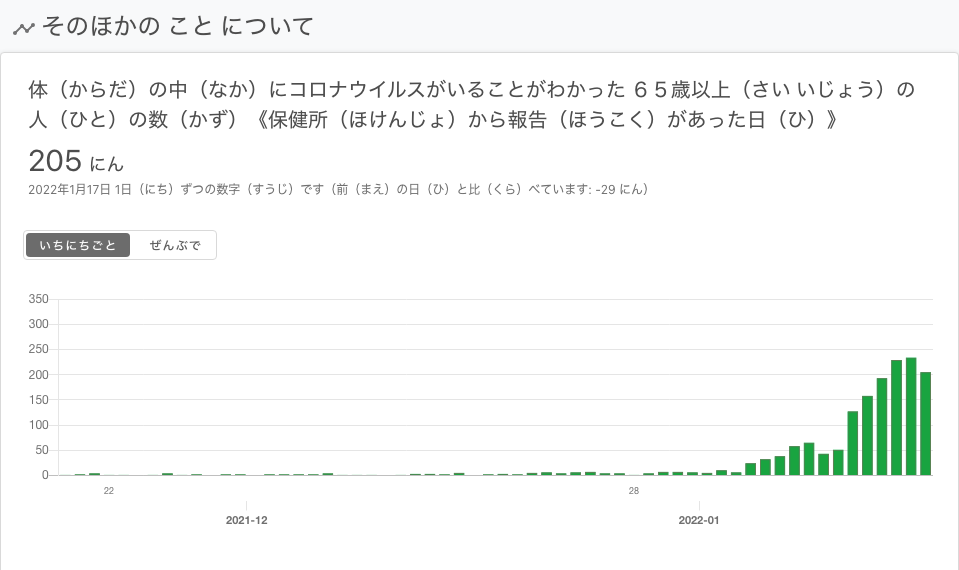 そのほかの こと について
体（からだ）の中（なか）にコロナウイルスがいることがわかった ６５歳以上（さい いじょう）の
人（ひと）の数（かず）《保健所（ほけんじょ）から報告（ほうこく）があった日（ひ）》
205 にん
2022年1月17日 1日（にち）ずつの数字（すうじ）です（前（まえ）の日（ひ）と比（くら）べています: -29 にん）
いちにちごと ぜんぶで
350
300
250
200
150
100
50
0
22 28
2021-12 2022-01